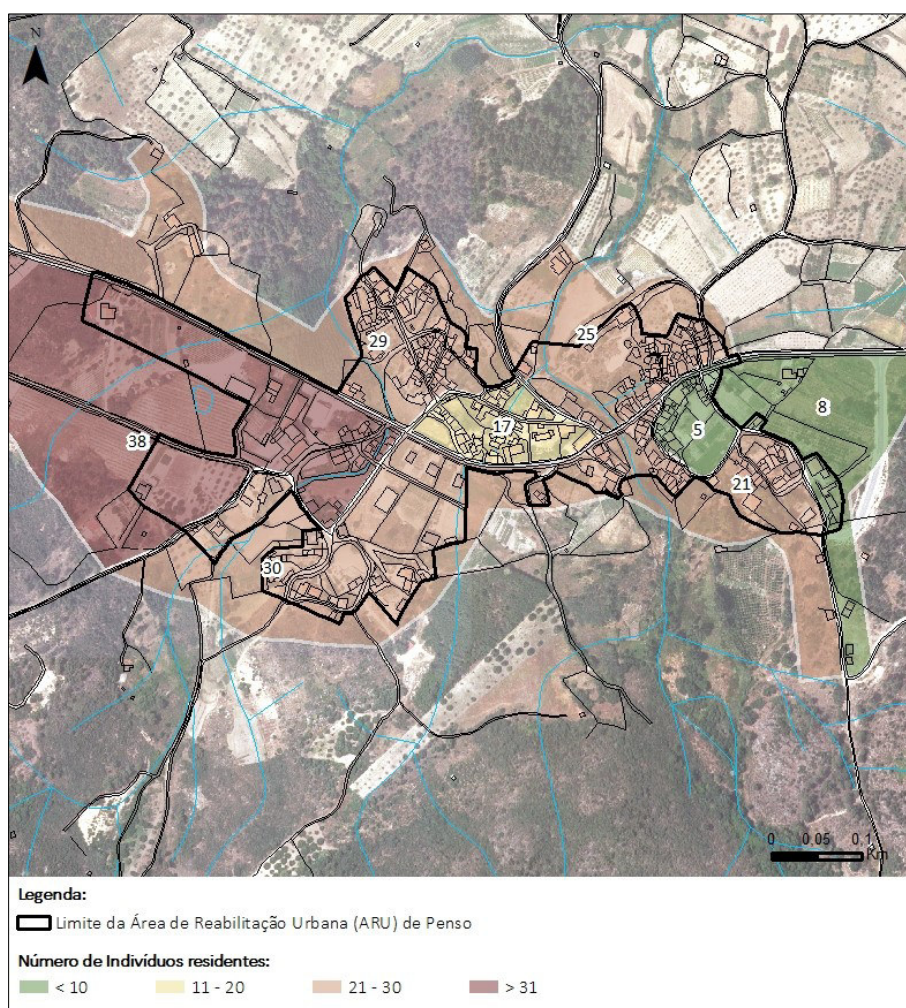 N
29
25
8
17
5
38
21
30
0 0,05 0,1
Km
Legenda:
Limite da Área de Reabilitação Urbana (ARU) de Penso
Número de Indivíduos residentes:
< 10 11 - 20 21 - 30 > 31